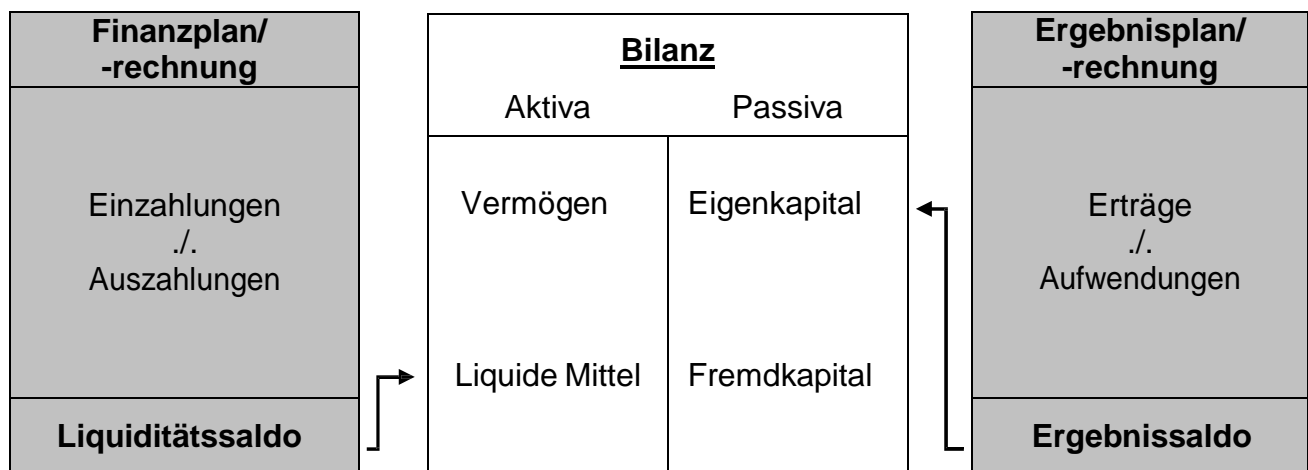 Finanzplan/
-rechnung
Einzahlungen
./.
Auszahlungen
Liquiditätssaldo
Bilanz
Aktiva Passiva
Vermögen Eigenkapital
Liquide Mittel Fremdkapital
Ergebnisplan/
-rechnung
Erträge
./.
Aufwendungen
Ergebnissaldo